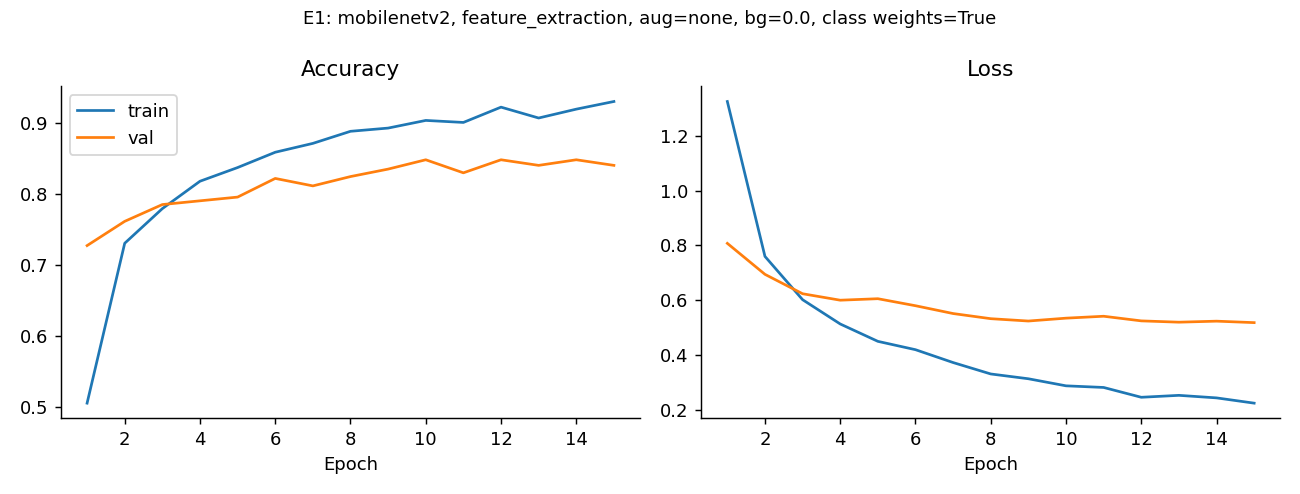 E1: mobilenetv2, feature_extraction, aug=none, bg=0.0, class weights=True
Accuracy
train
val
0.9
0.8
0.7
0.6
0.5
2 4 6 8 10 12 14
Epoch
Loss
1.2
1.0
0.8
0.6
0.4
0.2
2 4 6 8 10 12 14
Epoch